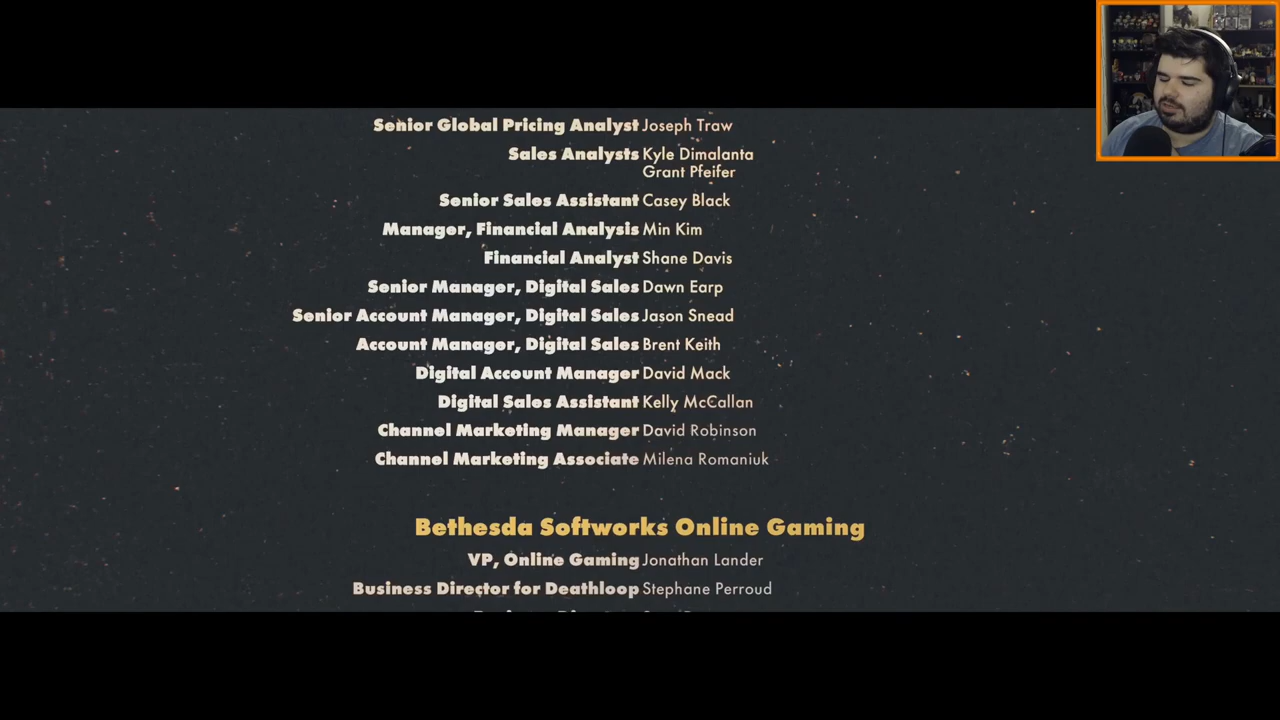 Senior Global Pricing Analyst Joseph Traw
Sales Analysts Kyle Dimalanta
Grant Pfeifer
Senior Sales Assistant Casey Black
Manager, Financial Analysis Min Kim
Financial Analyst Shane Davis
Senior Manager, Digital Sales Dawn Earp
Senior Account Manager, Digital Sales Jason Snead
Account Manager, Digital Sales Brent Keith
Digital Account Manager David Mack
Digital Sales Assistant Kelly McCallan
Channel Marketing Manager David Robinson
Channel Marketing Associate Milena Romaniuk
Bethesda Softworks Online Gaming
VP, Online Gaming Jonathan Lander
Business Director for Deathloop Stephane Perroud